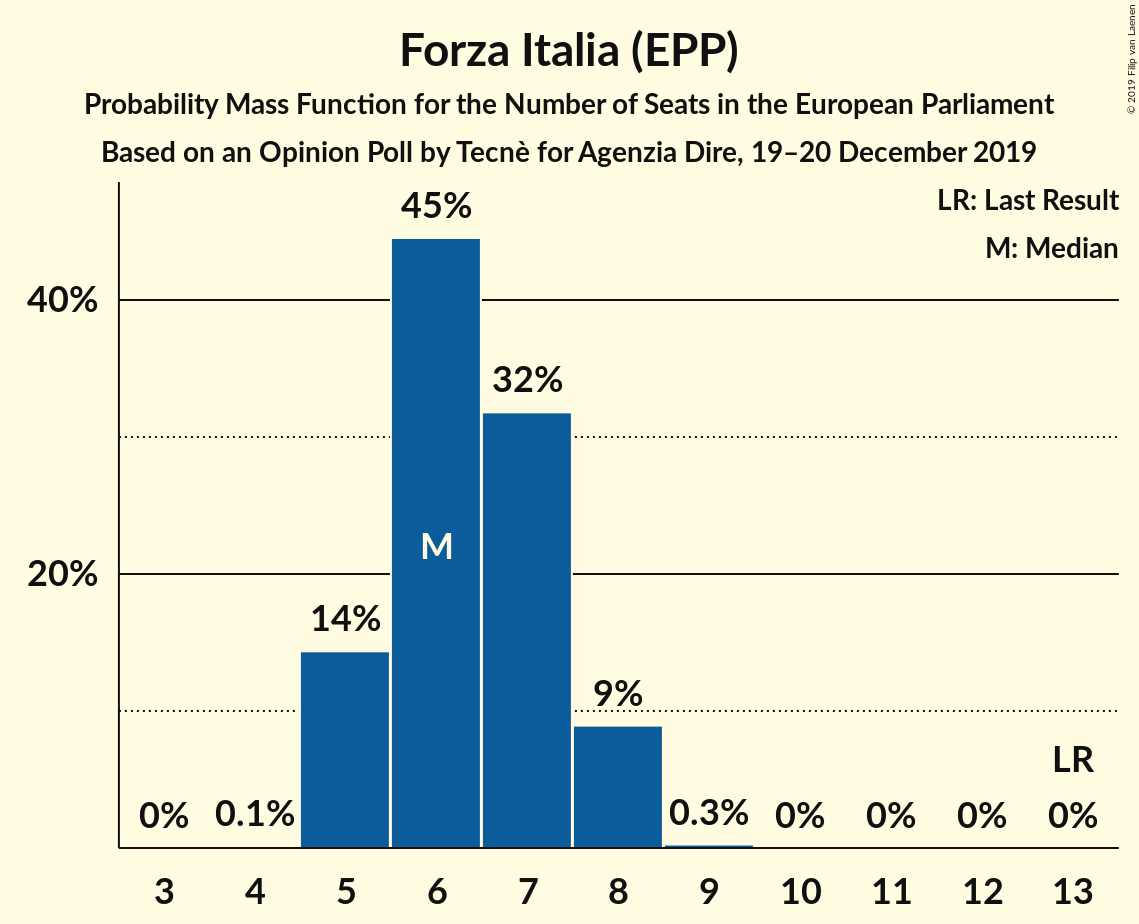 Forza Italia (EPP)
Probability Mass Function for the Number of Seats in the European Parliament
Based on an Opinion Poll by Tecnè for Agenzia Dire, 19–20 December 2019
© 2019 Filip van Laenen
LR: Last Result
M: Median
45%
40%
32%
M
20%
14%
9%
LR
0% 0.1% 0.3% 0% 0% 0% 0%
3 4 5 6 7 8 9 10 11 12 13